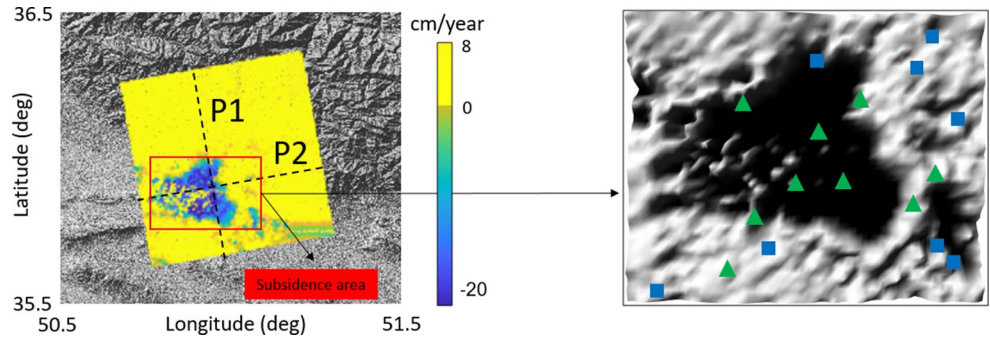 36.5
cm/year
8
0
-20
P1
P2
Latitude (deg)
Subsidence area
35.5
50.5
Longitude (deg)
51.5